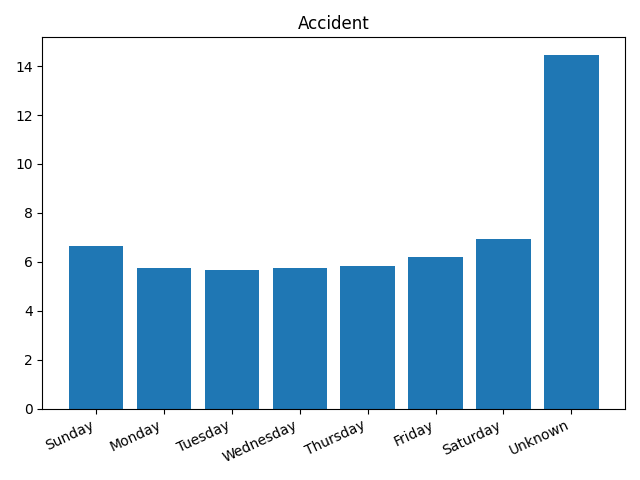 Accident
14
12
10
8
6
4
2
0
Sunday
Monday
Tuesday
Wednesday
Thursday
Friday
Saturday
Unknown